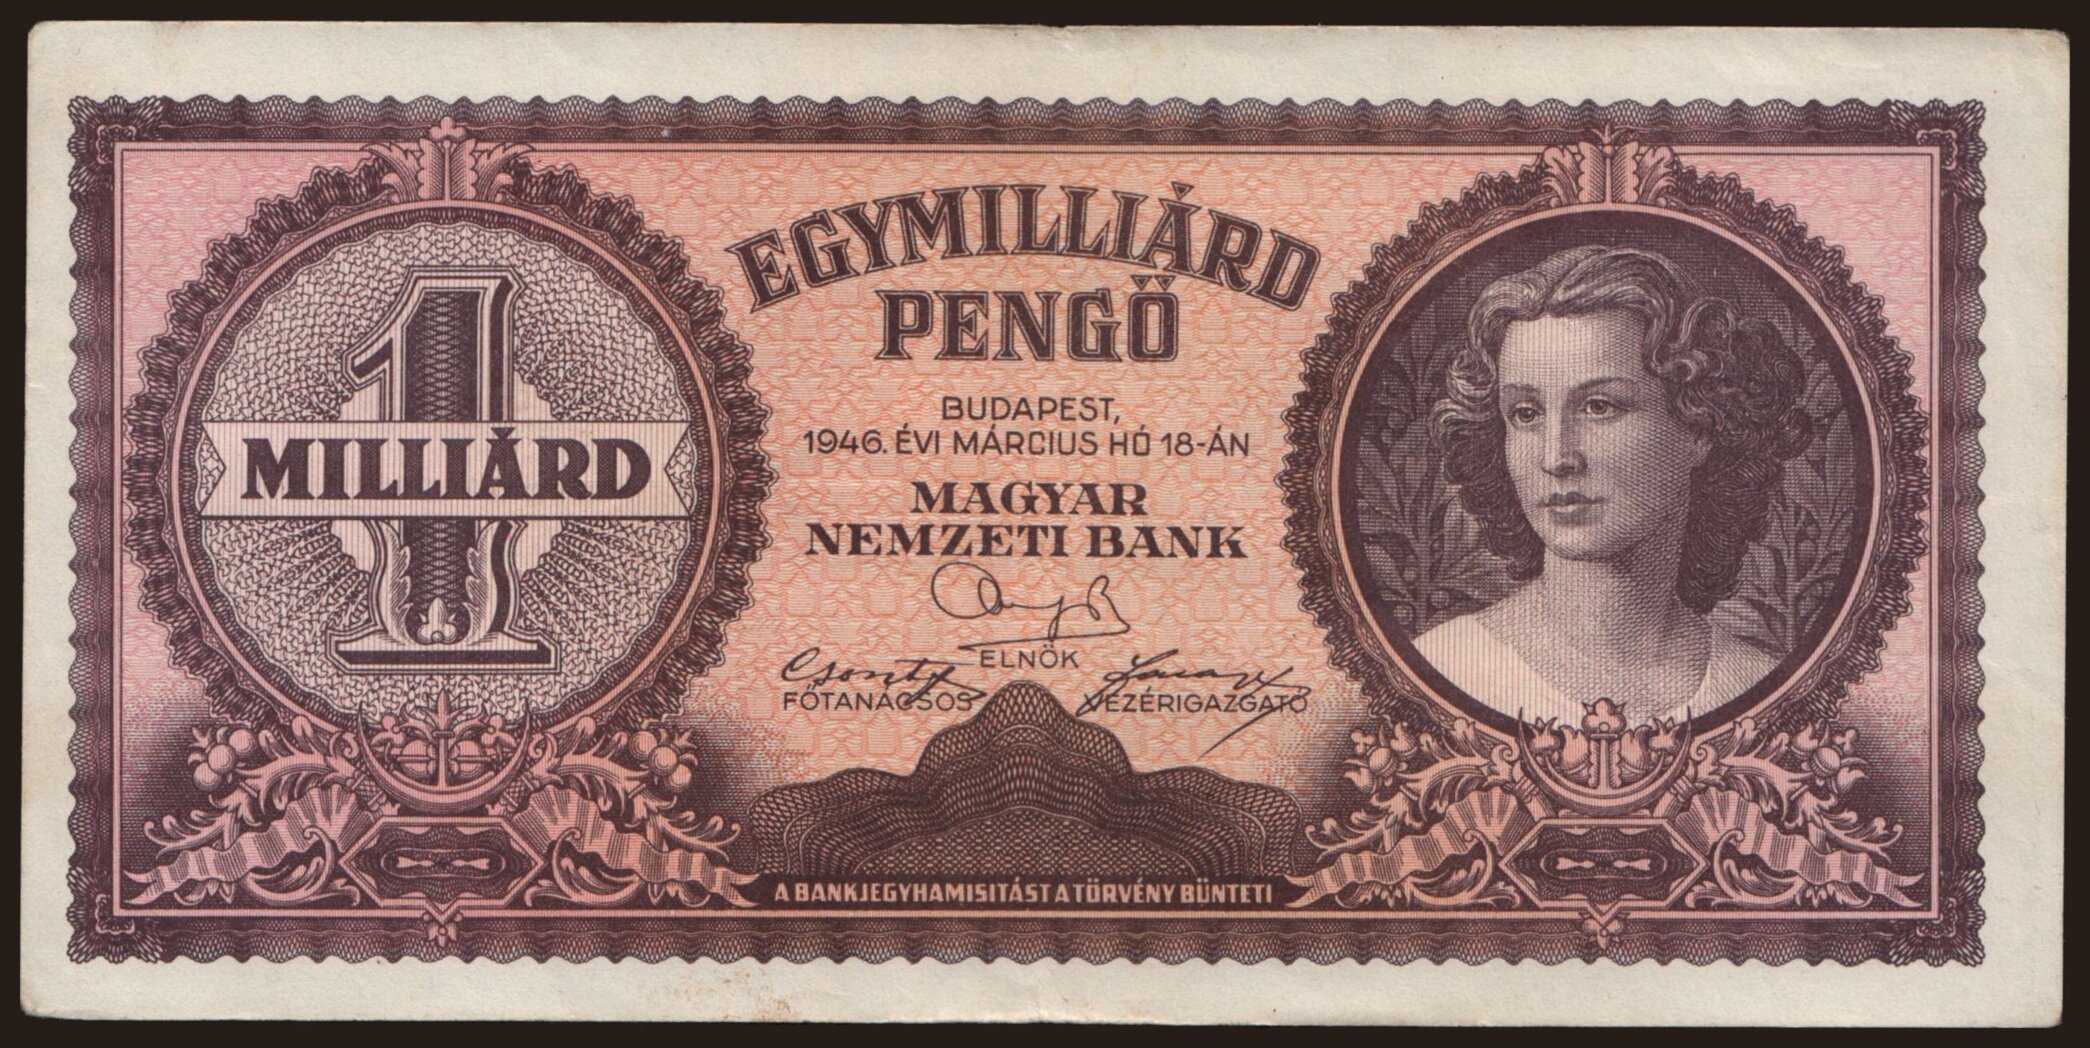 EGYMILLIÁRD
PENGŐ
1
MILLIÁRD
BUDAPEST,
1946. ÉVI MÁRCIUS HÓ 18-ÁN
MAGYAR
NEMZETI BANK
ELNÖK
FŐTANÁCSOS
VEZÉRIGAZGATÓ
A BANKJEGYHAMISITÁST A TÖRVÉNY BÜNTETI